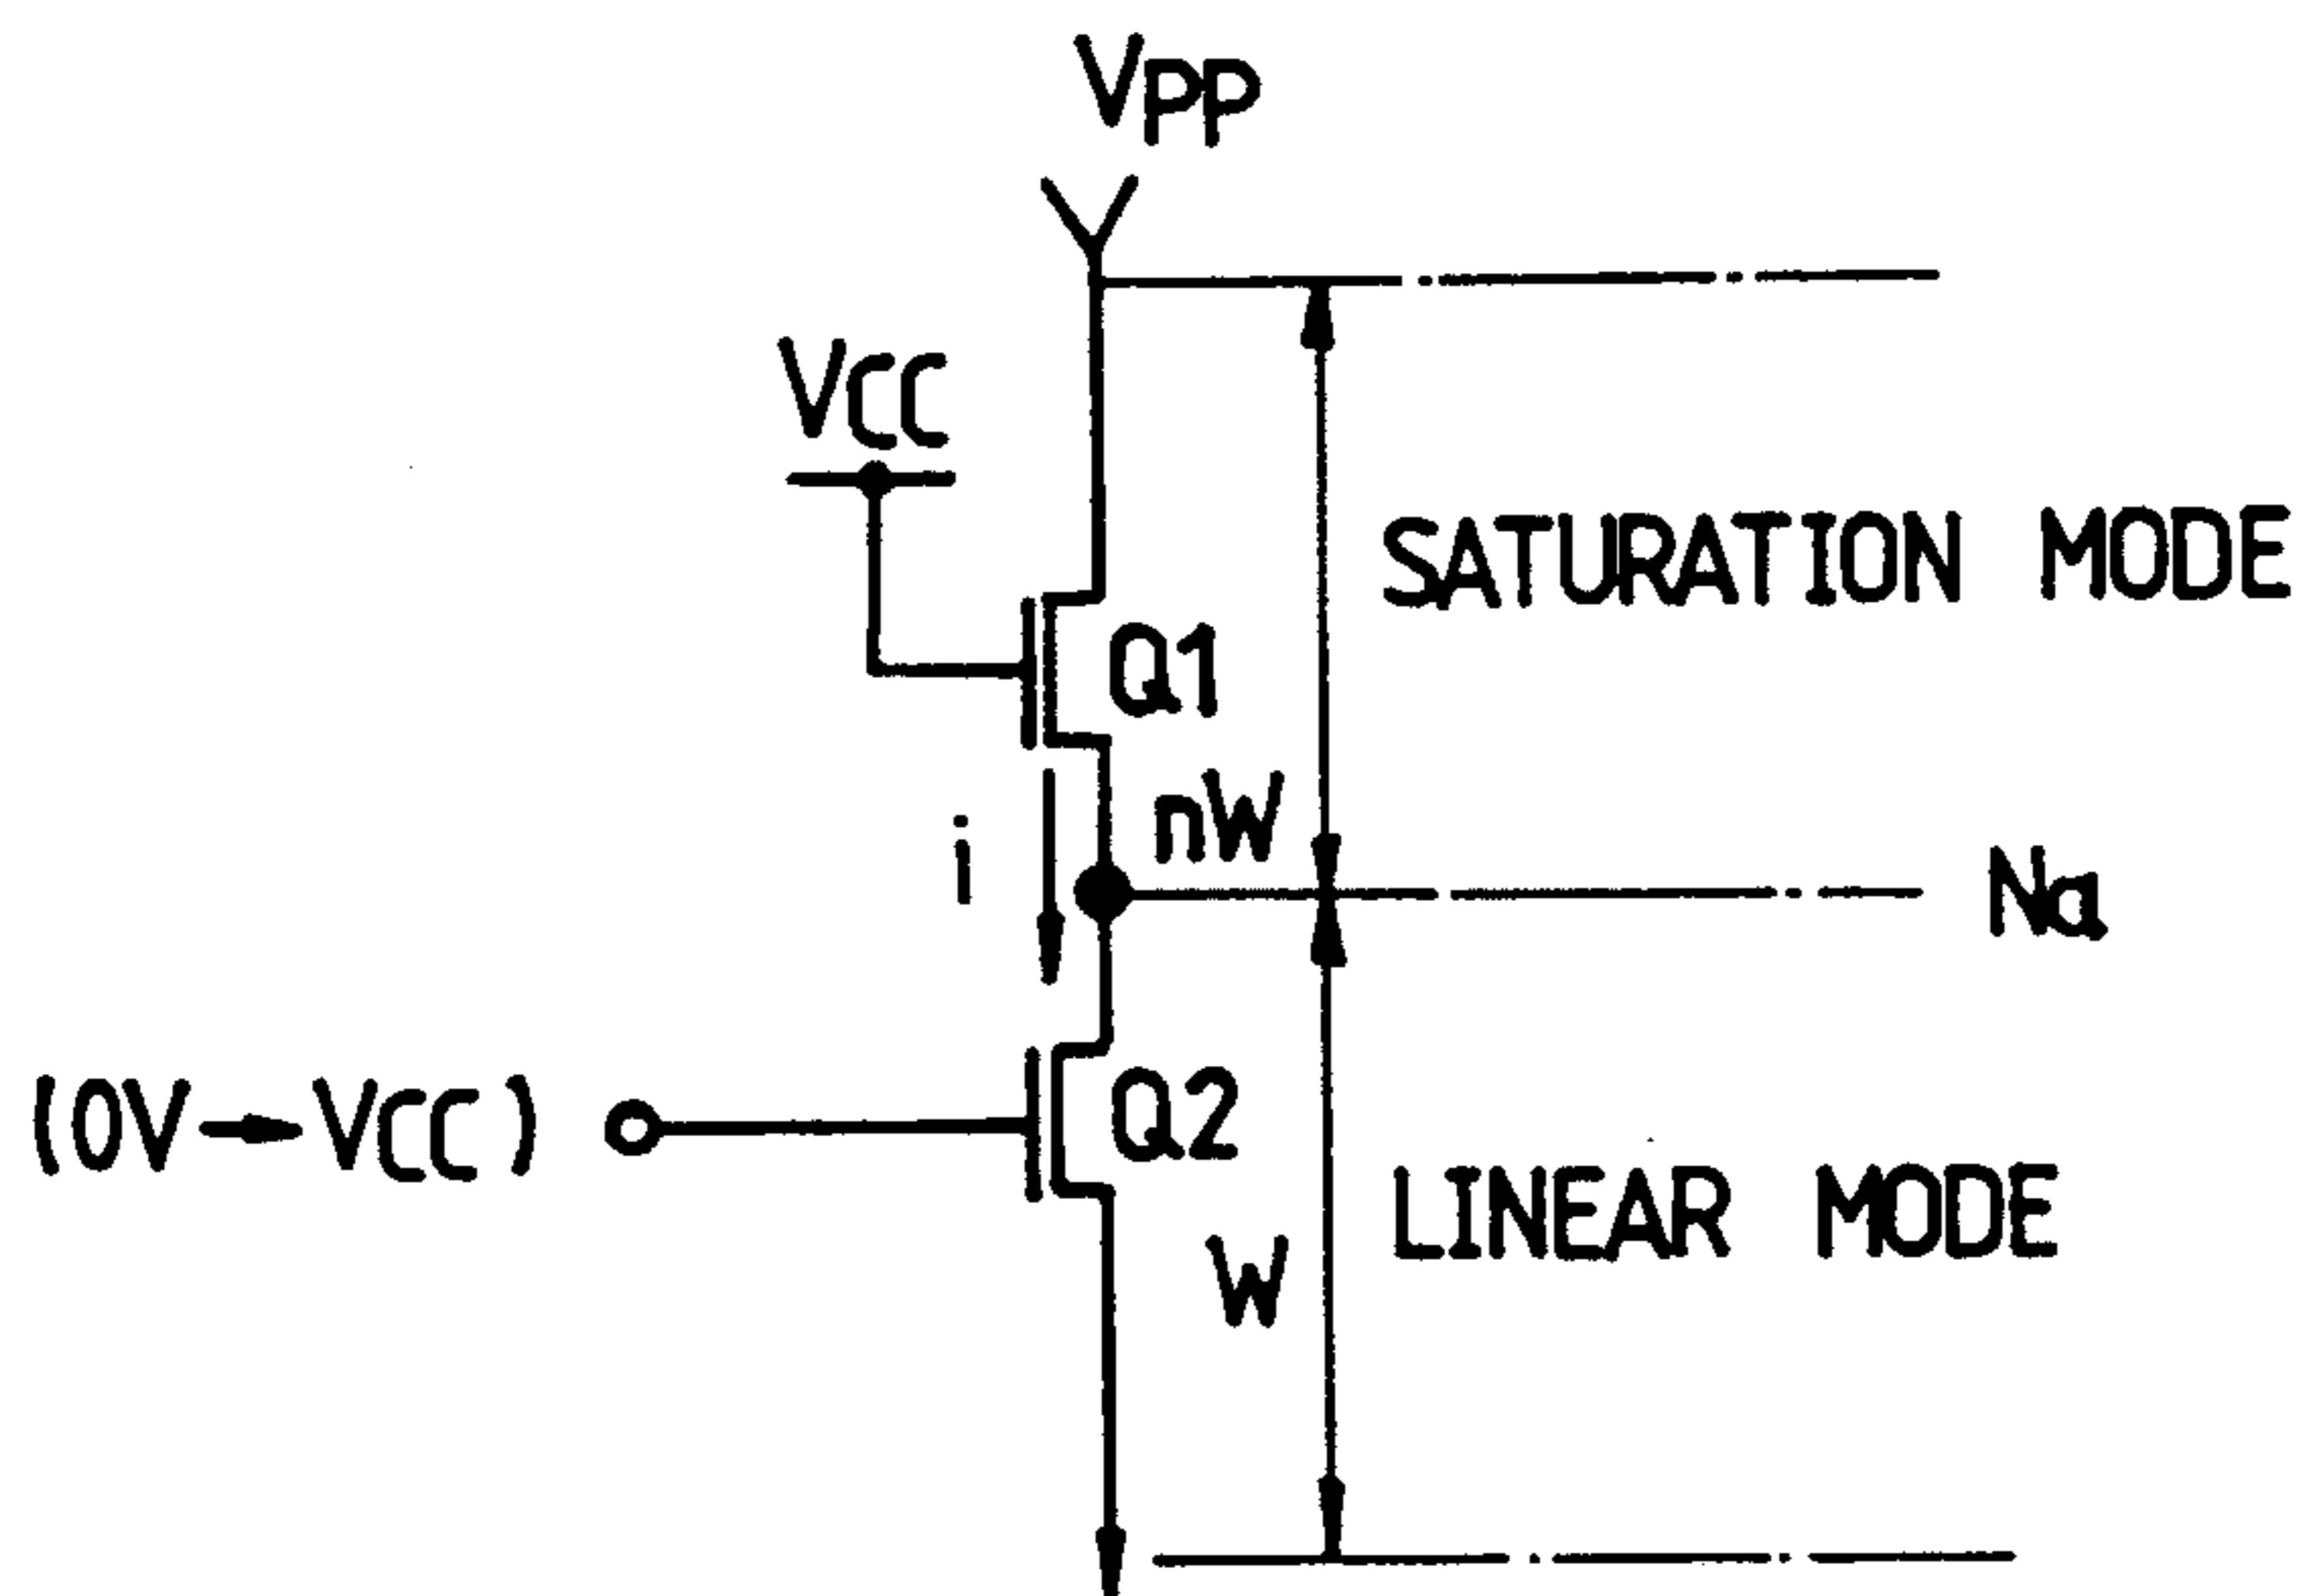 VPP
VCC
SATURATION MODE
Q1
nW
i
Na
(0V→VCC)
Q2
LINEAR MODE
W